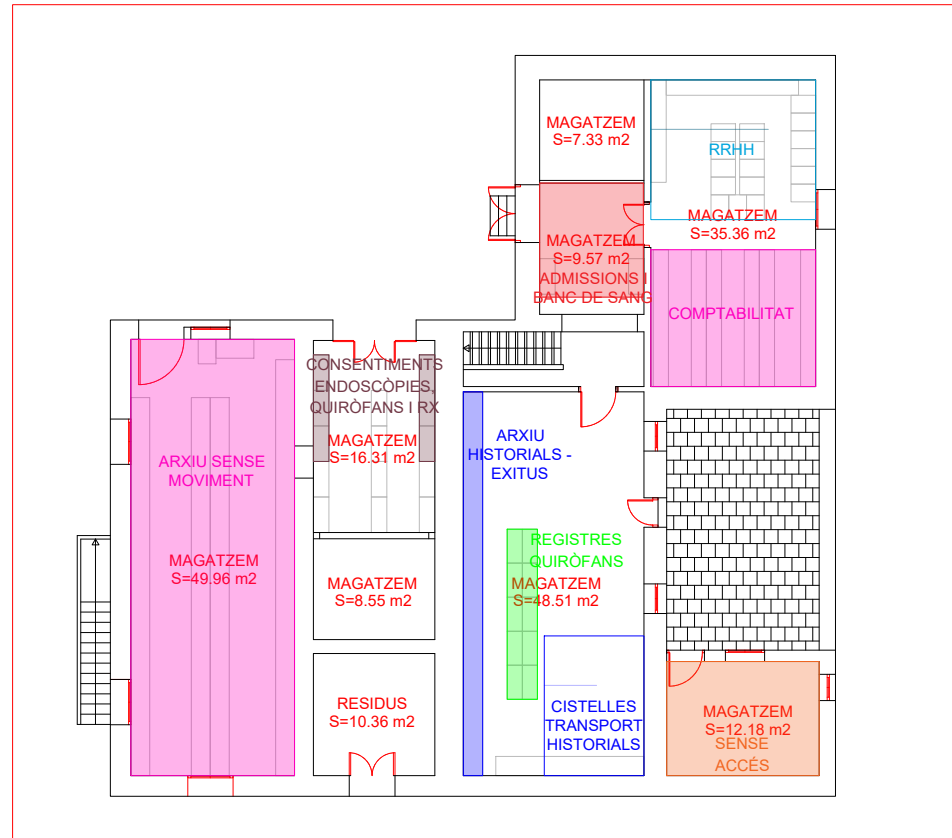 MAGATZEM
S=7.33 m2
RRHH
MAGATZEM
S=35.36 m2
MAGATZEM
S=9.57 m2
ADMISSIONS I
BANC DE SANG
COMPTABILITAT
CONSENTIMENTS
ENDOSCÒPIES,
QUIRÒFANS I RX
MAGATZEM
S=16.31 m2
ARXIU
HISTORIALS -
EXITUS
ARXIU SENSE
MOVIMENT
REGISTRES
QUIRÒFANS
MAGATZEM
S=49.96 m2
MAGATZEM
S=8.55 m2
MAGATZEM
S=48.51 m2
RESIDUS
S=10.36 m2
CISTELLES
TRANSPORT
HISTORIALS
MAGATZEM
S=12.18 m2
SENSE
ACCÉS